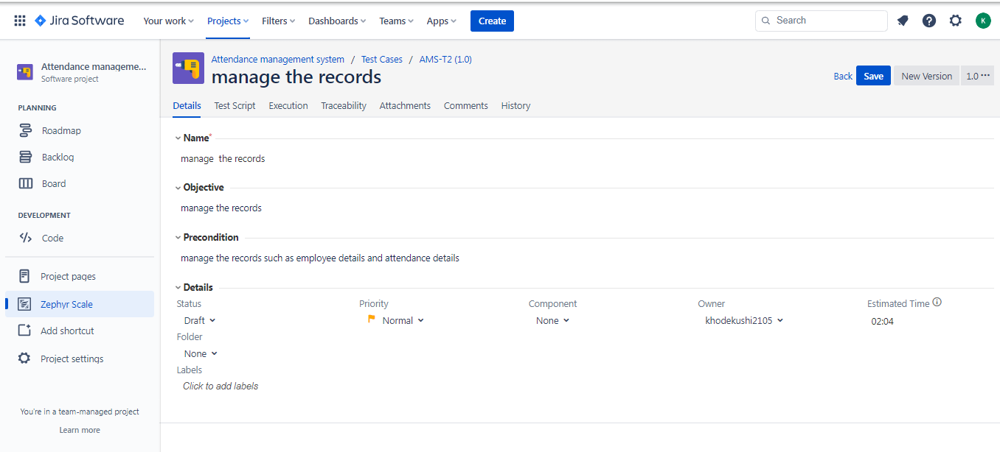 Jira Software Your work Projects Filters Dashboards Teams Apps Create Search K
Attendance manageme...
Software project
PLANNING
Roadmap
Backlog
Board
DEVELOPMENT
Code
Project pages
Zephyr Scale
Add shortcut
Project settings
You're in a team-managed project
Learn more
Attendance management system / Test Cases / AMS-T2 (1.0)
manage the records
Back Save New Version 1.0 ···
Details Test Script Execution Traceability Attachments Comments History
Name*
manage  the records
Objective
manage the records
Precondition
manage the records such as employee details and attendance details
Details
Status Priority Component Owner Estimated Time
Draft Normal None khodekushi2105 02:04
Folder
None
Labels
Click to add labels